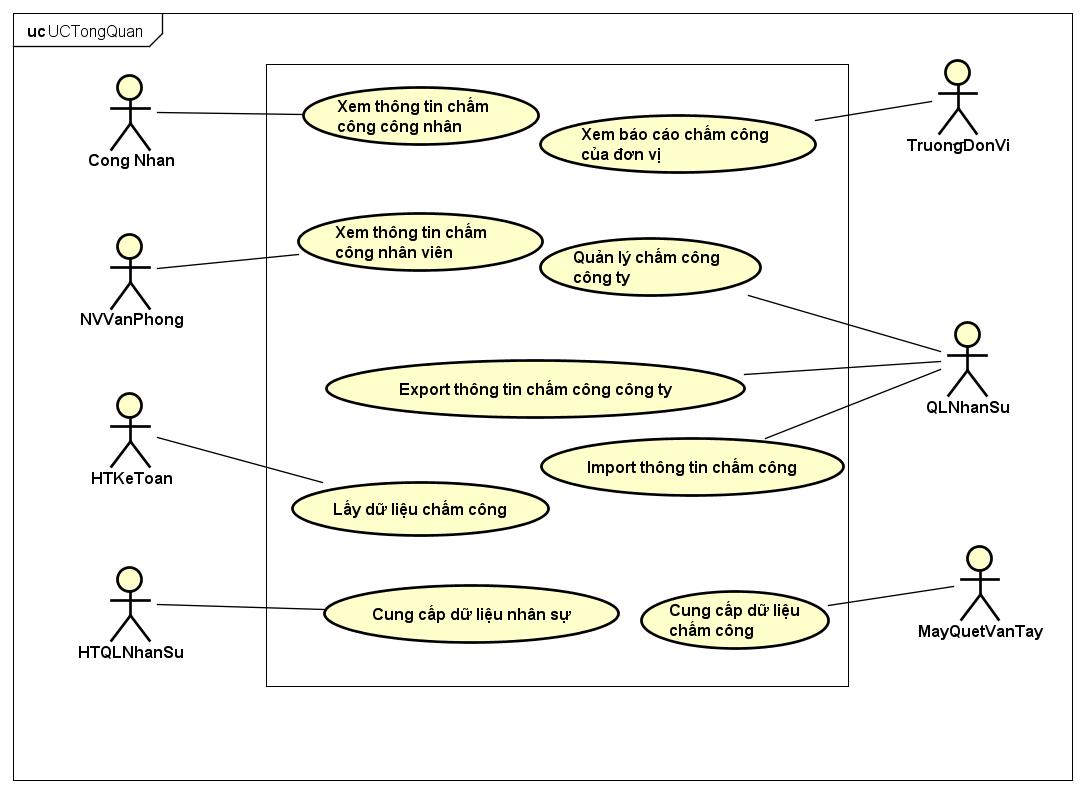 uc UCTongQuan
Cong Nhan
Xem thông tin chấm
công công nhân
Xem báo cáo chấm công
của đơn vị
TruongDonVi
NVVanPhong
Xem thông tin chấm
công nhân viên
Quản lý chấm công
công ty
Export thông tin chấm công công ty
QLNhanSu
HTKeToan
Import thông tin chấm công
Lấy dữ liệu chấm công
HTQLNhanSu
Cung cấp dữ liệu nhân sự
Cung cấp dữ liệu
chấm công
MayQuetVanTay